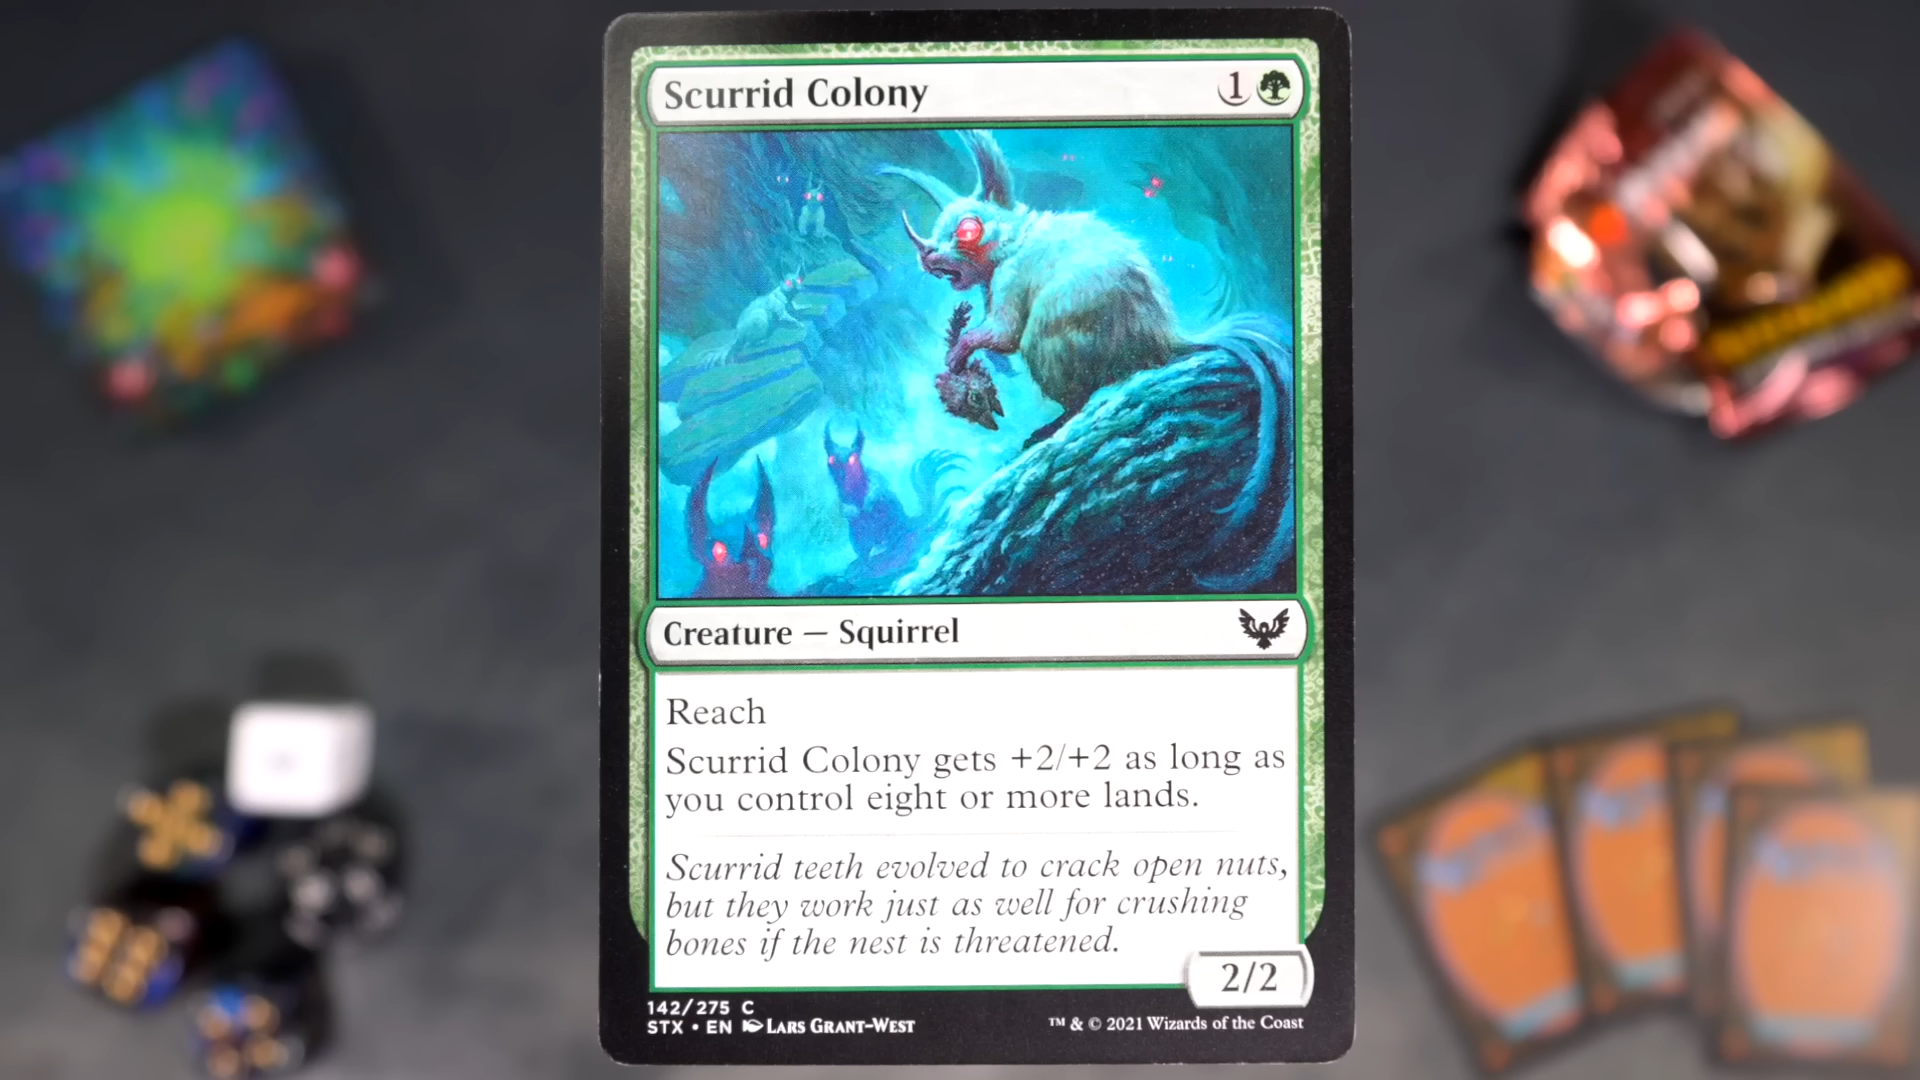 Scurrid Colony 1
Creature — Squirrel
Reach
Scurrid Colony gets +2/+2 as long as
you control eight or more lands.
Scurrid teeth evolved to crack open nuts,
but they work just as well for crushing
bones if the nest is threatened.
2/2
142/275 C
STX • EN Lars Grant-West
™ & © 2021 Wizards of the Coast